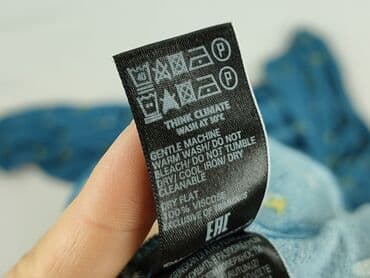 40
P
P
THINK CLIMATE
WASH AT 30°C
GENTLE MACHINE
WARM WASH/ DO NOT
BLEACH/ DO NOT TUMBLE
DRY/ COOL IRON/ DRY
CLEANABLE
DRY FLAT
100% VISCOSE
EXCLUSIVE OF TRIMMINGS
EAC